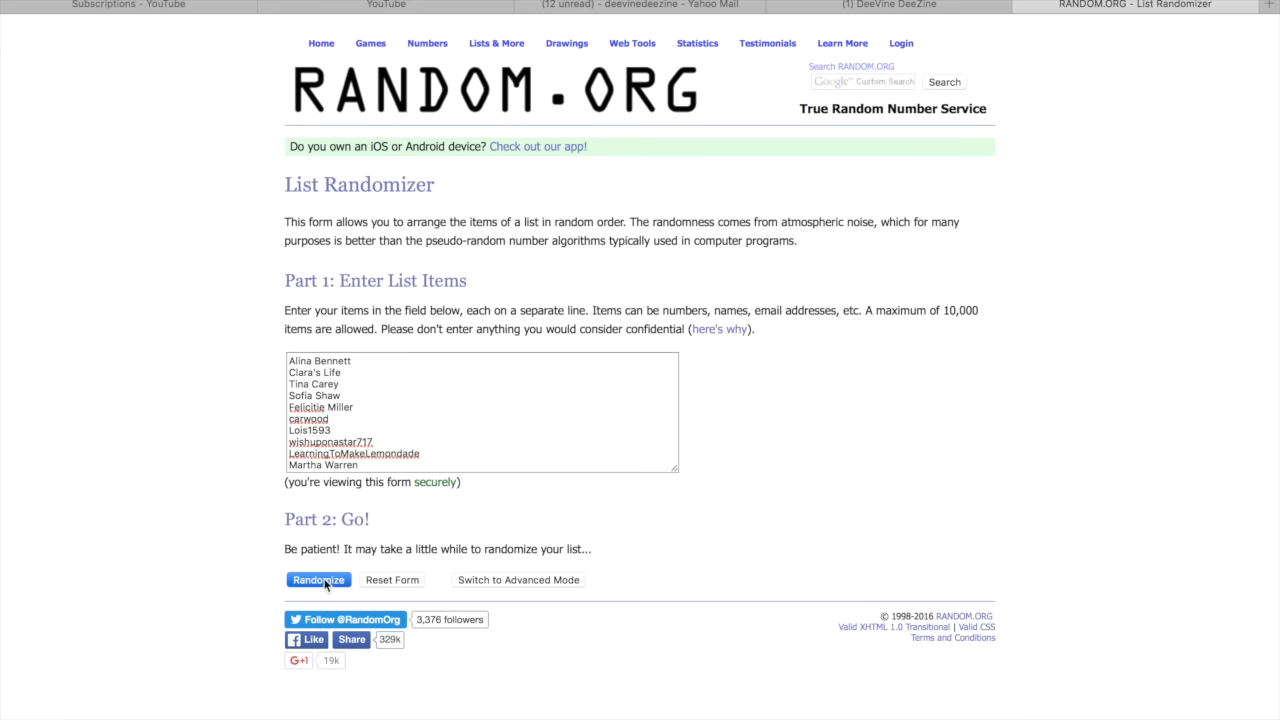 Subscriptions - YouTube
YouTube
(12 unread) - deevinedeezine - Yahoo Mail
(1) DeeVine DeeZine
RANDOM.ORG - List Randomizer
Home Games Numbers Lists & More Drawings Web Tools Statistics Testimonials Learn More Login
RANDOM.ORG
Search RANDOM.ORG
Google™ Custom Search
Search
True Random Number Service
Do you own an iOS or Android device? Check out our app!
List Randomizer
This form allows you to arrange the items of a list in random order. The randomness comes from atmospheric noise, which for many
purposes is better than the pseudo-random number algorithms typically used in computer programs.
Part 1: Enter List Items
Enter your items in the field below, each on a separate line. Items can be numbers, names, email addresses, etc. A maximum of 10,000
items are allowed. Please don't enter anything you would consider confidential (here's why).
Alina Bennett
Clara's Life
Tina Carey
Sofia Shaw
Felicitie Miller
carwood
Lois1593
wishuponastar717
LearningToMakeLemondade
Martha Warren
(you're viewing this form securely)
Part 2: Go!
Be patient! It may take a little while to randomize your list...
Randomize Reset Form Switch to Advanced Mode
Follow @RandomOrg 3,376 followers
Like Share 329k
G+1 19k
© 1998-2016 RANDOM.ORG
Valid XHTML 1.0 Transitional | Valid CSS
Terms and Conditions